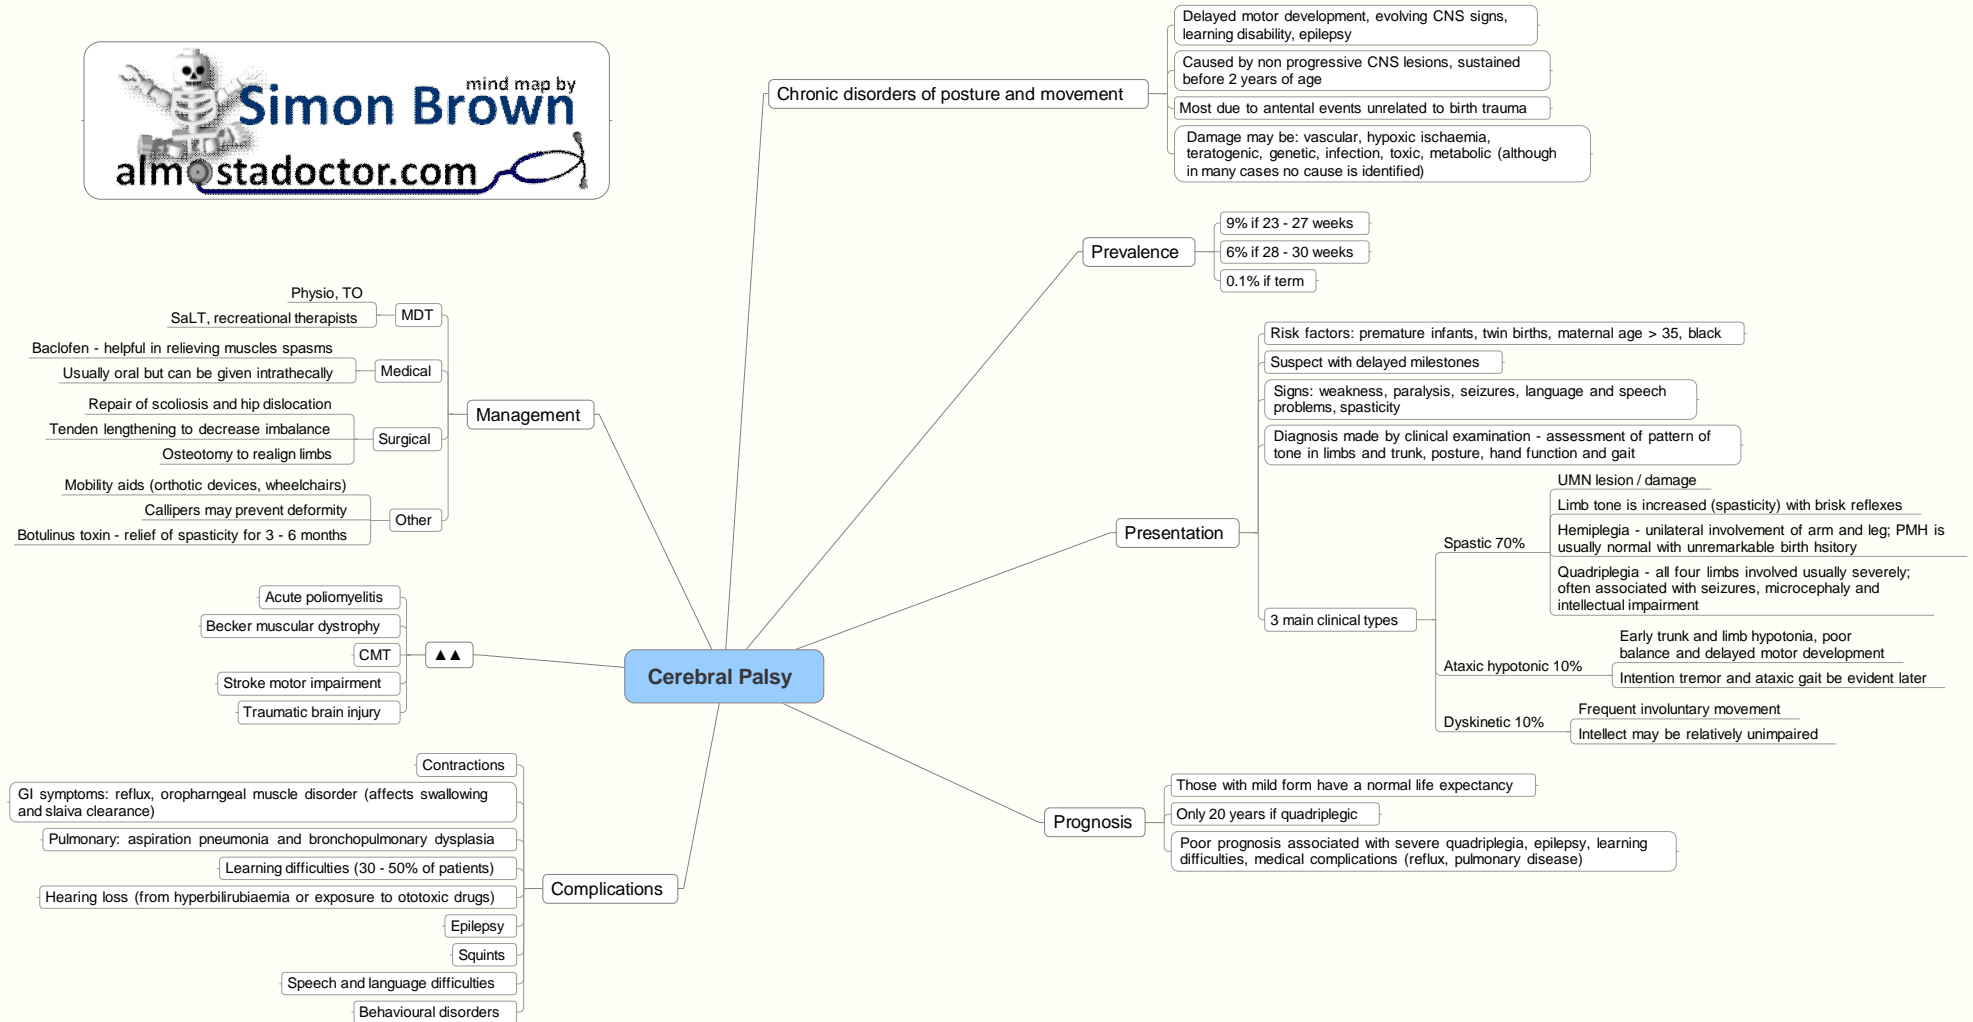 mind map by
Simon Brown
almostadoctor.com
Cerebral Palsy
Chronic disorders of posture and movement
Delayed motor development, evolving CNS signs,
learning disability, epilepsy
Caused by non progressive CNS lesions, sustained
before 2 years of age
Most due to antental events unrelated to birth trauma
Damage may be: vascular, hypoxic ischaemia,
teratogenic, genetic, infection, toxic, metabolic (although
in many cases no cause is identified)
Prevalence
9% if 23 - 27 weeks
6% if 28 - 30 weeks
0.1% if term
Presentation
Risk factors: premature infants, twin births, maternal age > 35, black
Suspect with delayed milestones
Signs: weakness, paralysis, seizures, language and speech
problems, spasticity
Diagnosis made by clinical examination - assessment of pattern of
tone in limbs and trunk, posture, hand function and gait
3 main clinical types
Spastic 70%
UMN lesion / damage
Limb tone is increased (spasticity) with brisk reflexes
Hemiplegia - unilateral involvement of arm and leg; PMH is
usually normal with unremarkable birth hsitory
Quadriplegia - all four limbs involved usually severely;
often associated with seizures, microcephaly and
intellectual impairment
Ataxic hypotonic 10%
Early trunk and limb hypotonia, poor
balance and delayed motor development
Intention tremor and ataxic gait be evident later
Dyskinetic 10%
Frequent involuntary movement
Intellect may be relatively unimpaired
Prognosis
Those with mild form have a normal life expectancy
Only 20 years if quadriplegic
Poor prognosis associated with severe quadriplegia, epilepsy, learning
difficulties, medical complications (reflux, pulmonary disease)
Management
MDT
Physio, TO
SaLT, recreational therapists
Medical
Baclofen - helpful in relieving muscles spasms
Usually oral but can be given intrathecally
Surgical
Repair of scoliosis and hip dislocation
Tenden lengthening to decrease imbalance
Osteotomy to realign limbs
Other
Mobility aids (orthotic devices, wheelchairs)
Callipers may prevent deformity
Botulinus toxin - relief of spasticity for 3 - 6 months
▲▲
Acute poliomyelitis
Becker muscular dystrophy
CMT
Stroke motor impairment
Traumatic brain injury
Complications
Contractions
GI symptoms: reflux, oropharngeal muscle disorder (affects swallowing
and slaiva clearance)
Pulmonary: aspiration pneumonia and bronchopulmonary dysplasia
Learning difficulties (30 - 50% of patients)
Hearing loss (from hyperbilirubiaemia or exposure to ototoxic drugs)
Epilepsy
Squints
Speech and language difficulties
Behavioural disorders